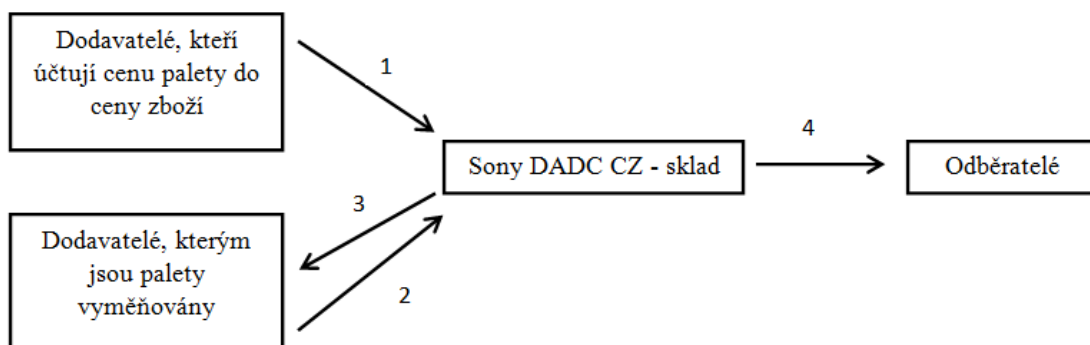 Dodavatelé, kteří
účtují cenu palety do
ceny zboží
1
Sony DADC CZ - sklad
4
Odběratelé
3
Dodavatelé, kterým
jsou palety
vyměňovány
2